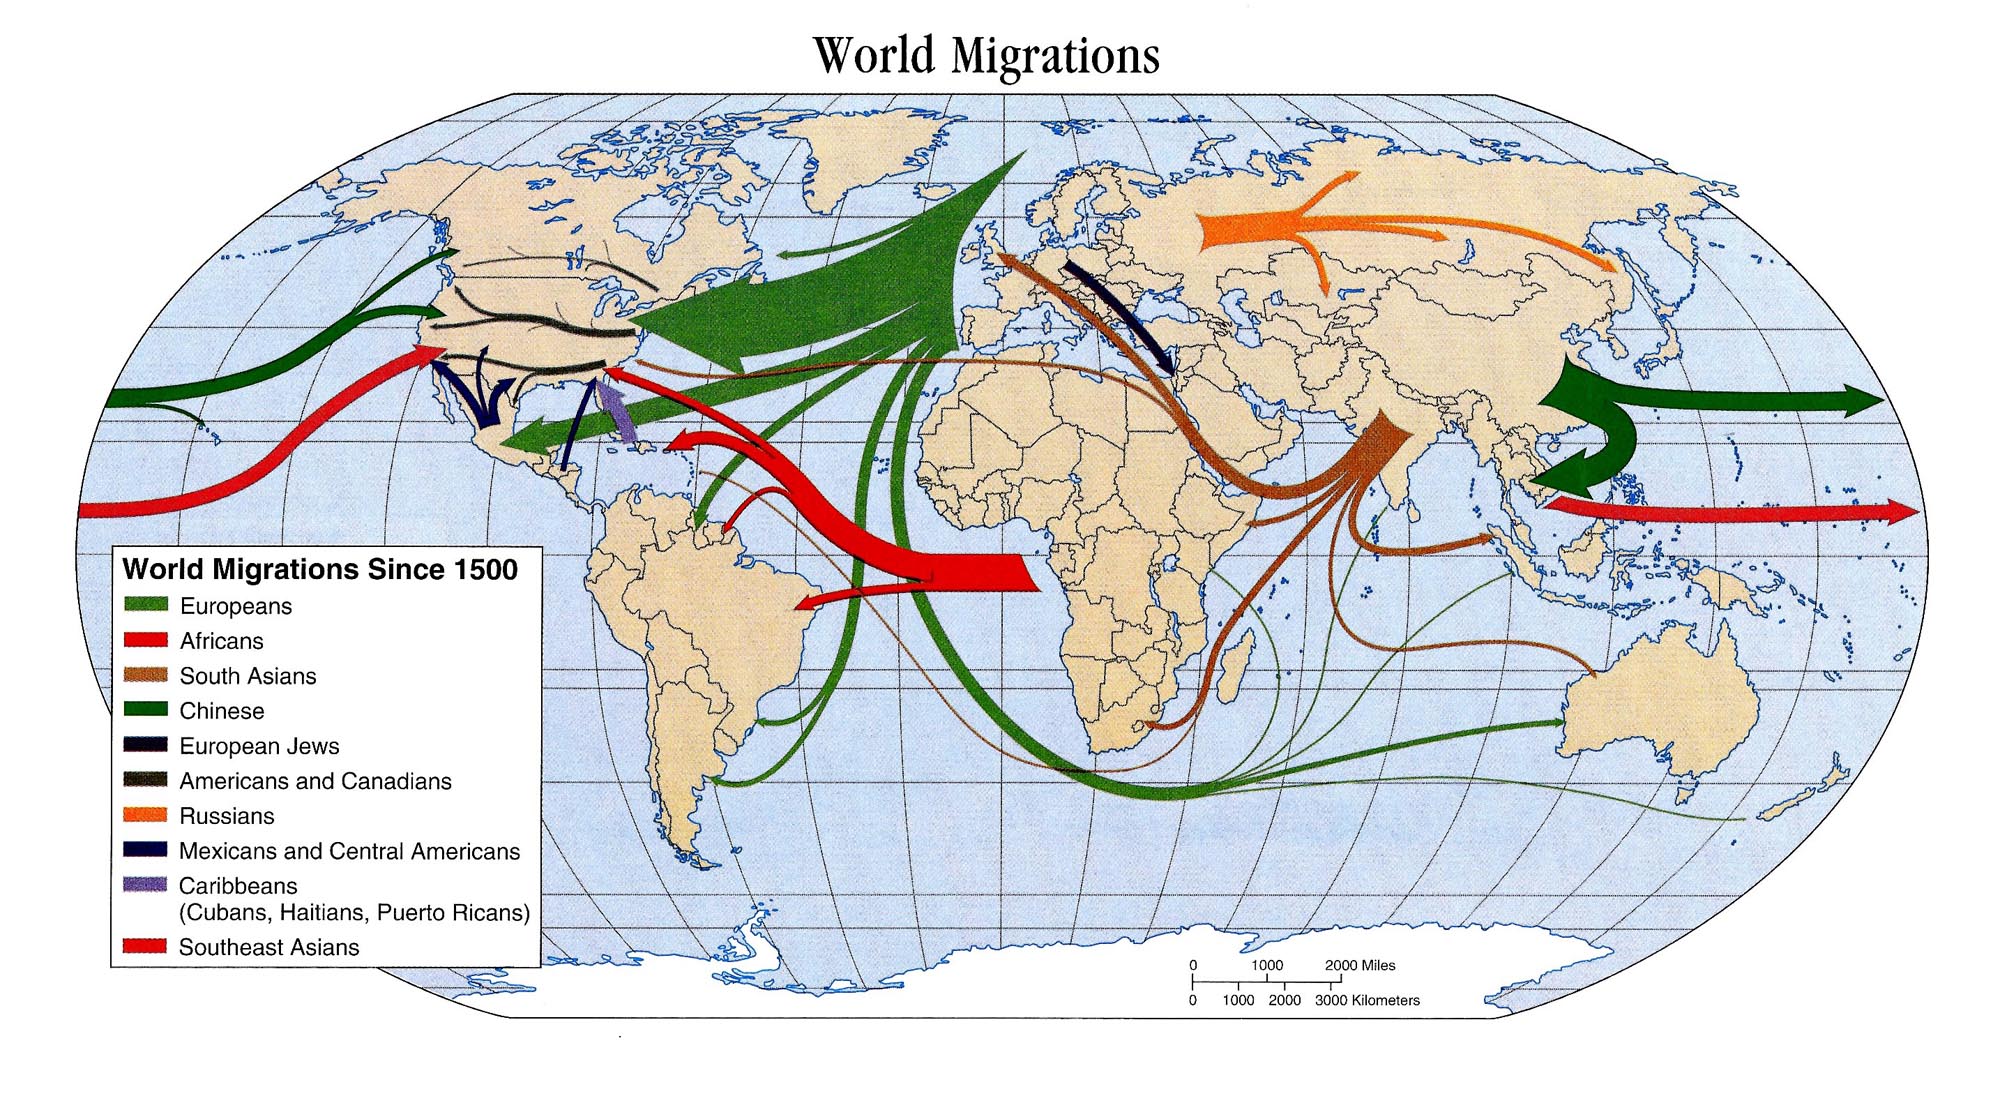 World Migrations
World Migrations Since 1500
Europeans
Africans
South Asians
Chinese
European Jews
Americans and Canadians
Russians
Mexicans and Central Americans
Caribbeans
(Cubans, Haitians, Puerto Ricans)
Southeast Asians
0 1000 2000 Miles
0 1000 2000 3000 Kilometers